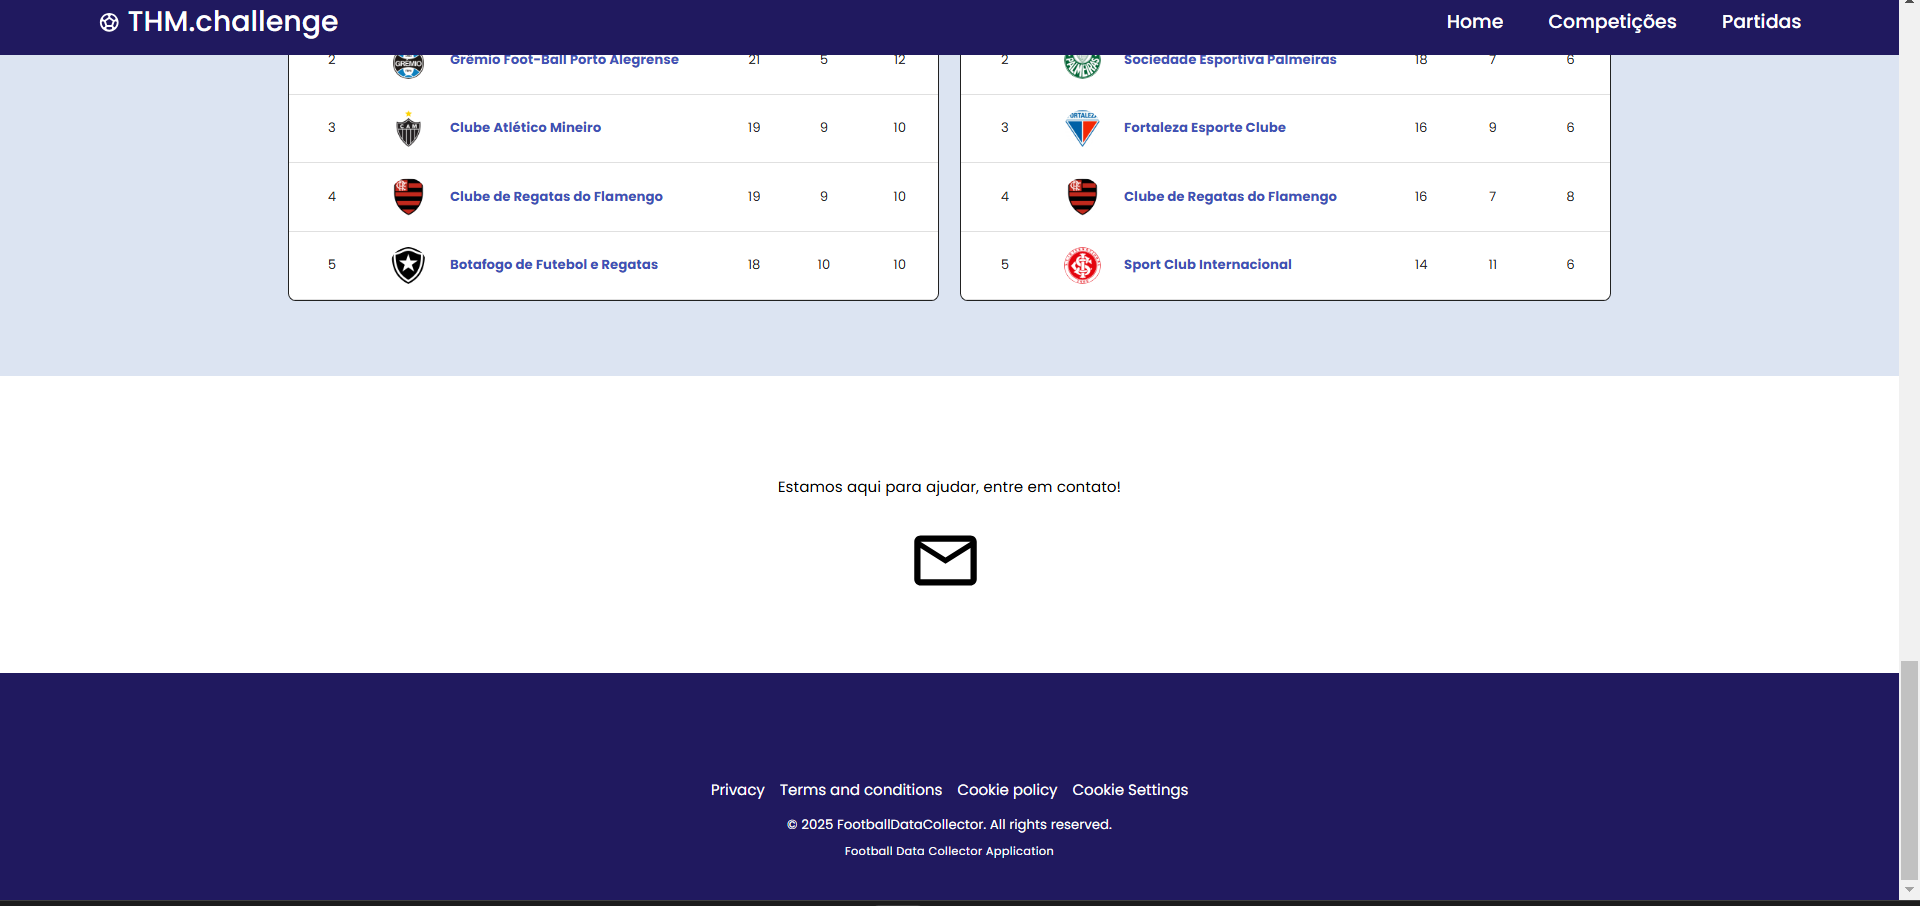 THM.challenge Home Competições Partidas
2 GRÊMIO Grêmio Foot-Ball Porto Alegrense 21 5 12
3 CAM Clube Atlético Mineiro 19 9 10
4 Clube de Regatas do Flamengo 19 9 10
5 Botafogo de Futebol e Regatas 18 10 10
2 PALMEIRAS Sociedade Esportiva Palmeiras 18 7 6
3 FORTALEZA Fortaleza Esporte Clube 16 9 6
4 Clube de Regatas do Flamengo 16 7 8
5 Sport Club Internacional 14 11 6
Estamos aqui para ajudar, entre em contato!
Privacy Terms and conditions Cookie policy Cookie Settings
© 2025 FootballDataCollector. All rights reserved.
Football Data Collector Application